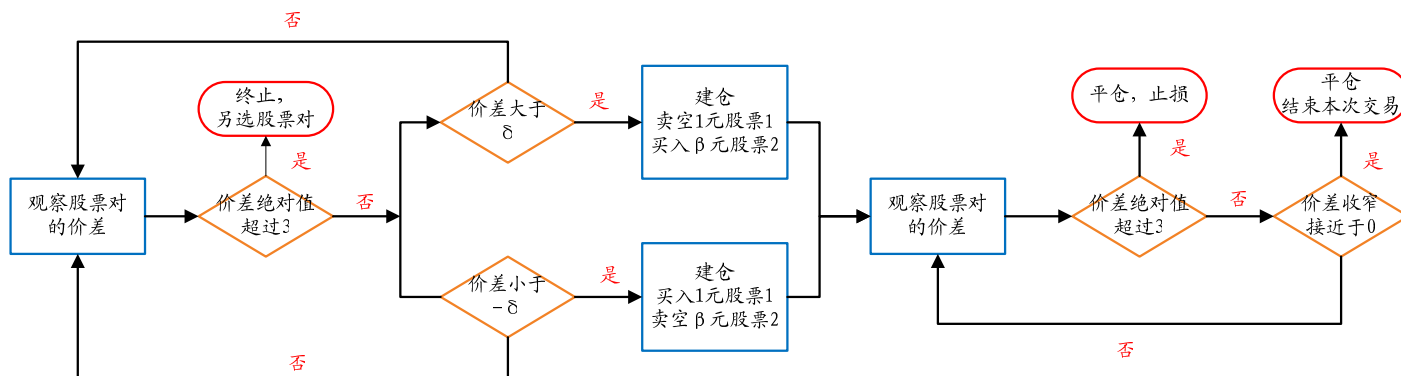 否
终止，
另选股票对
是
观察股票对
的价差
价差绝对值
超过3
否
价差大于
δ
是
建仓
卖空1元股票1
买入β元股票2
价差小于
－δ
是
建仓
买入1元股票1
卖空β元股票2
否
观察股票对
的价差
平仓，止损
是
价差绝对值
超过3
否
平仓
结束本次交易
是
价差收窄
接近于0
否